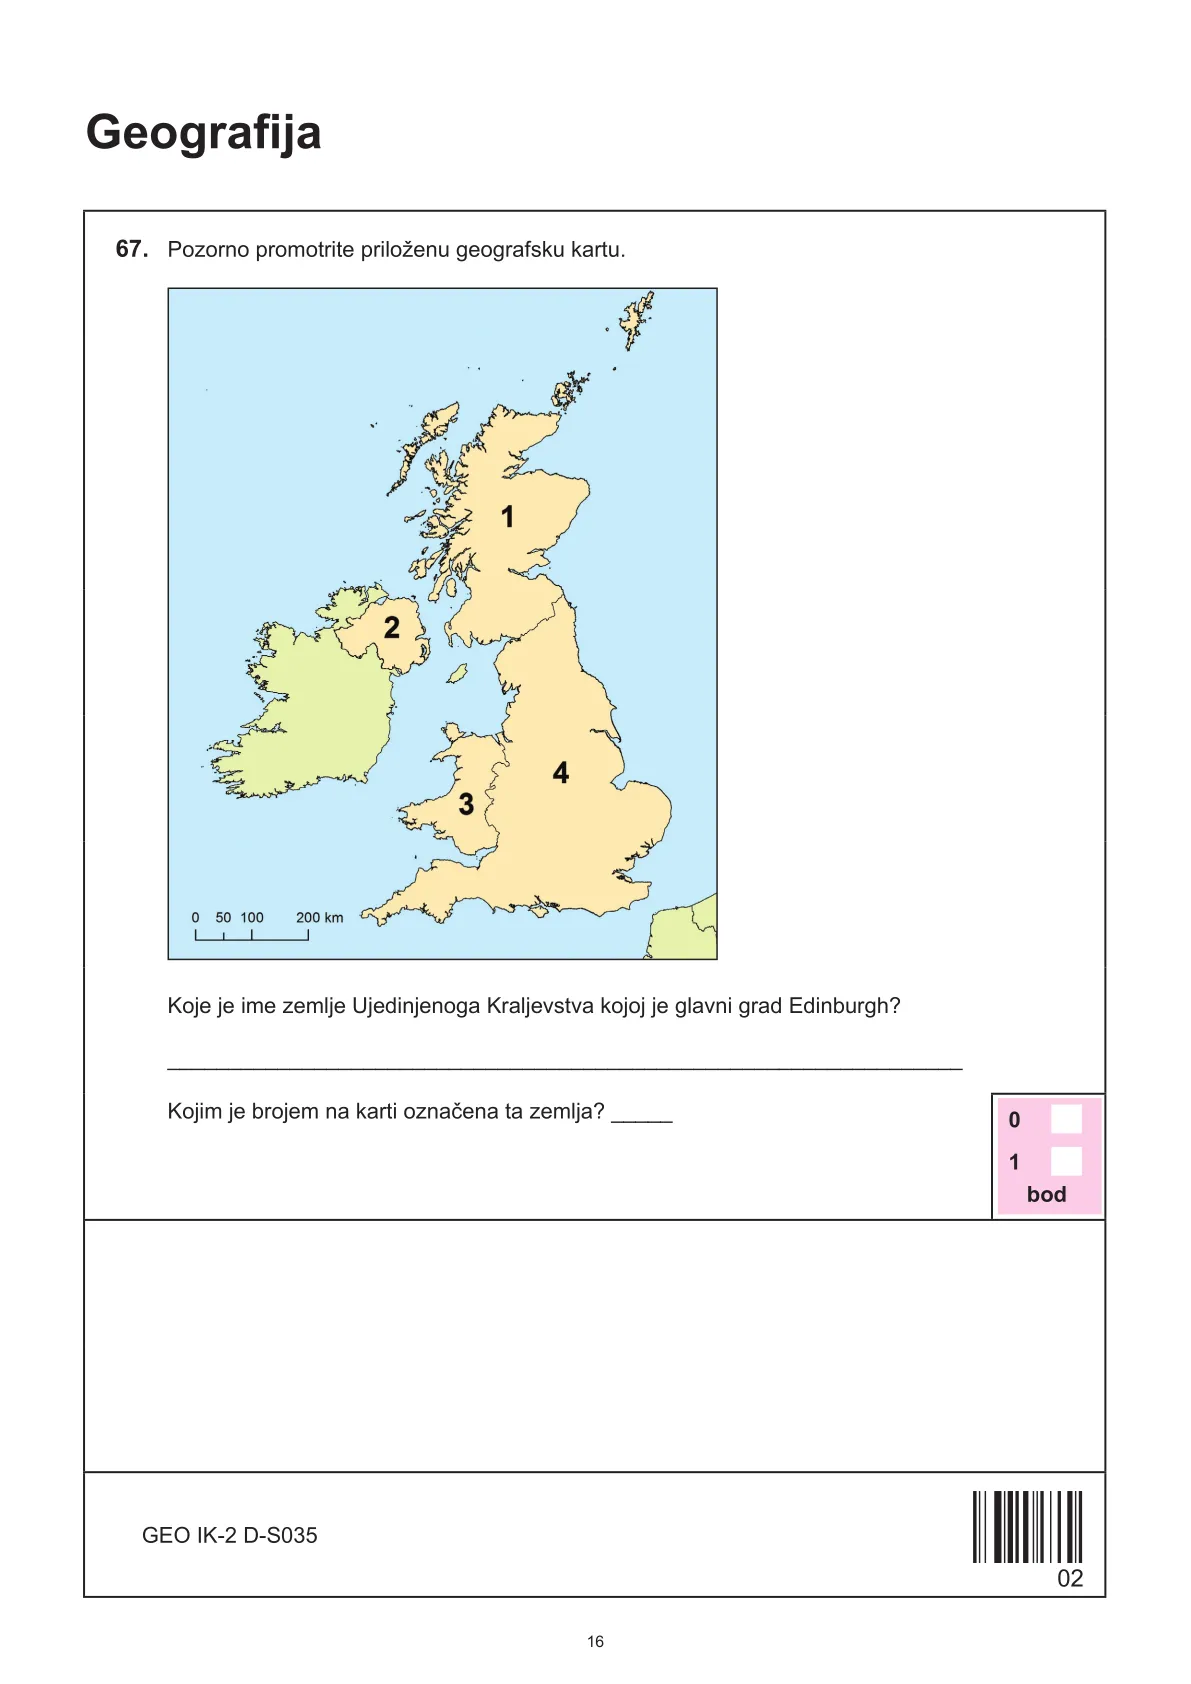 Geografija
67. Pozorno promotrite priloženu geografsku kartu.
1
2
4
3
0 50 100 200 km
Koje je ime zemlje Ujedinjenoga Kraljevstva kojoj je glavni grad Edinburgh?
Kojim je brojem na karti označena ta zemlja? _____
0
1
bod
GEO IK-2 D-S035
02
16